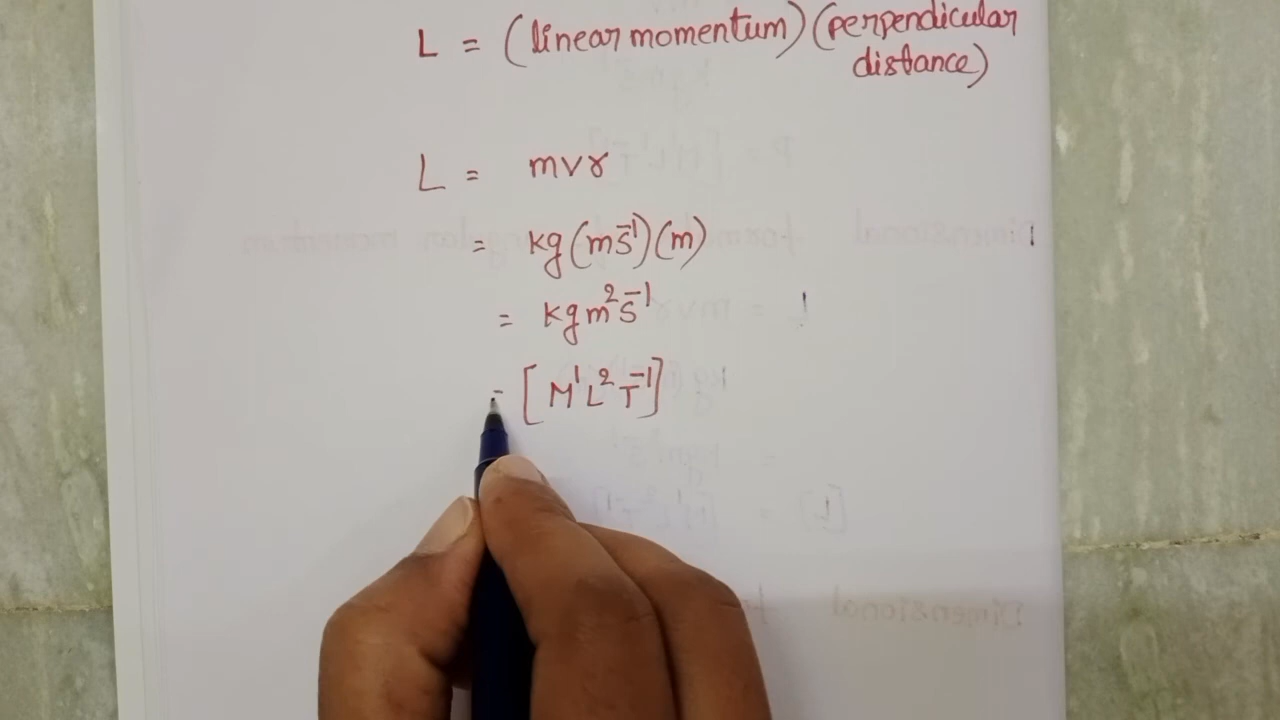 L = (linear momentum) (perpendicular
distance)
L = mvr
= kg(mS⁻¹)(m)
= kgm²S⁻¹
= [M¹L²T⁻¹]